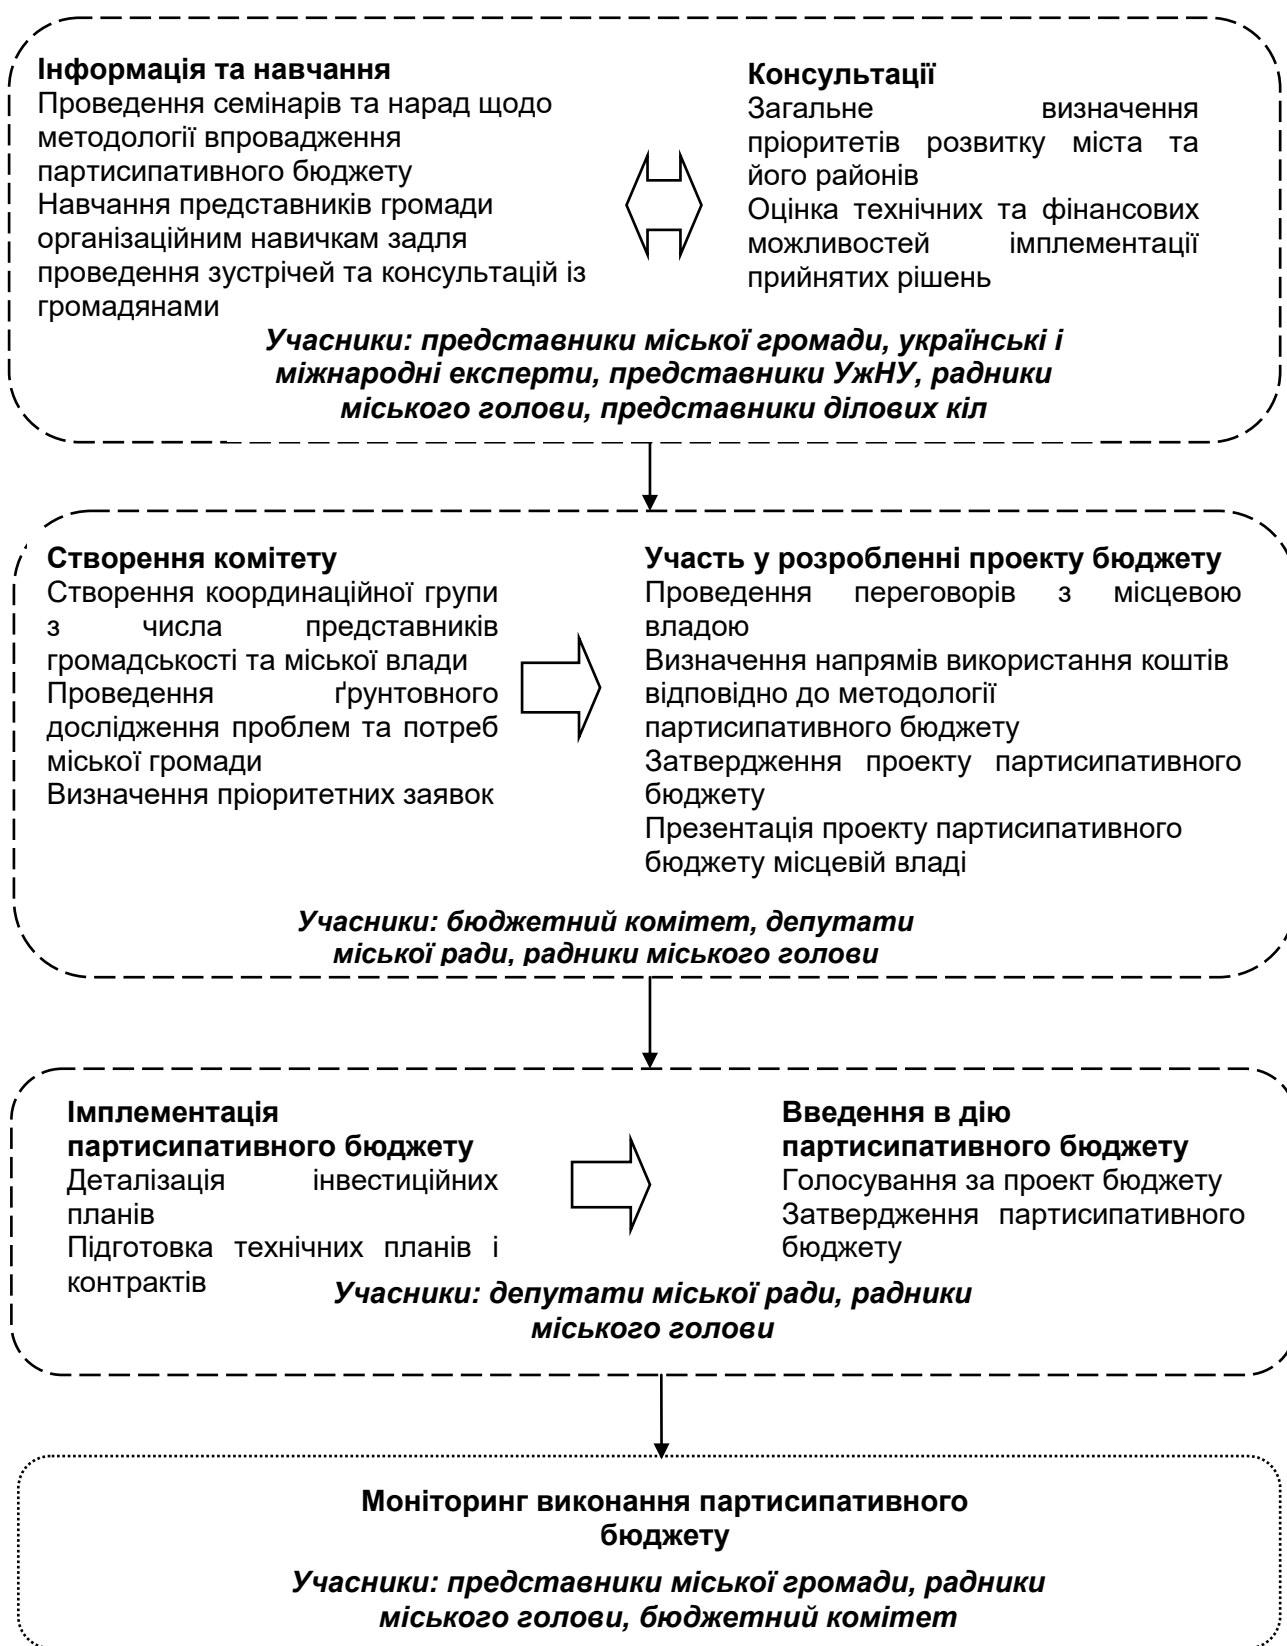 Інформація та навчання
Проведення семінарів та нарад щодо
методології впровадження
партисипативного бюджету
Навчання представників громади
організаційним навичкам задля
проведення зустрічей та консультацій із
громадянами
Консультації
Загальне визначення
пріоритетів розвитку міста та
його районів
Оцінка технічних та фінансових
можливостей імплементації
прийнятих рішень
Учасники: представники міської громади, українські і
міжнародні експерти, представники УжНУ, радники
міського голови, представники ділових кіл
Створення комітету
Створення координаційної групи
з числа представників
громадськості та міської влади
Проведення ґрунтовного
дослідження проблем та потреб
міської громади
Визначення пріоритетних заявок
Участь у розробленні проекту бюджету
Проведення переговорів з місцевою
владою
Визначення напрямів використання коштів
відповідно до методології
партисипативного бюджету
Затвердження проекту партисипативного
бюджету
Презентація проекту партисипативного
бюджету місцевій владі
Учасники: бюджетний комітет, депутати
міської ради, радники міського голови
Імплементація
партисипативного бюджету
Деталізація інвестиційних
планів
Підготовка технічних планів і
контрактів
Введення в дію
партисипативного бюджету
Голосування за проект бюджету
Затвердження партисипативного
бюджету
Учасники: депутати міської ради, радники
міського голови
Моніторинг виконання партисипативного
бюджету
Учасники: представники міської громади, радники
міського голови, бюджетний комітет